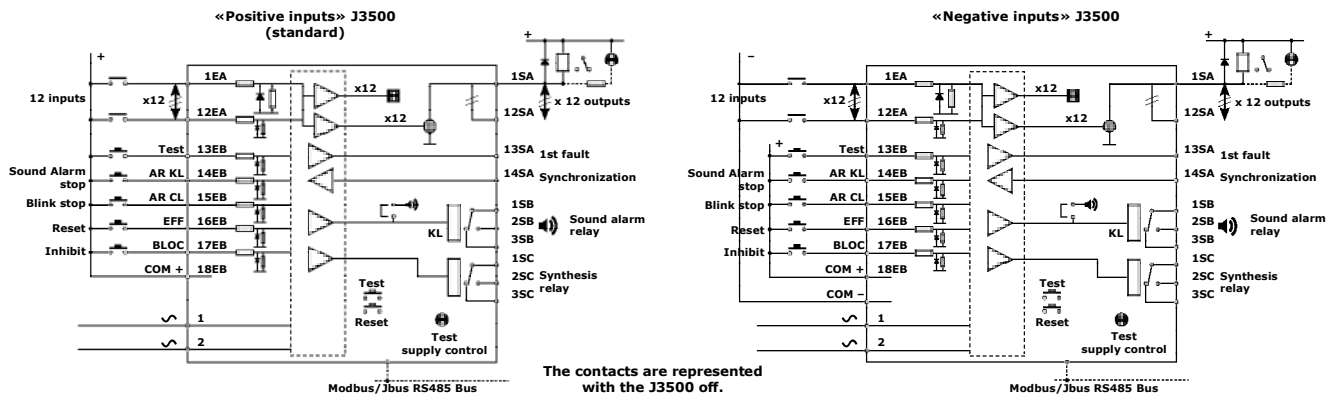 «Positive inputs» J3500
(standard)
+
+
1EA
1SA
x12
12 inputs
x12
x 12 outputs
12EA
x12
12SA
Test
13EB
13SA
1st fault
Sound Alarm
stop
AR KL
14EB
14SA
Synchronization
Blink stop
AR CL
15EB
1SB
Reset
EFF
16EB
KL
2SB
Sound alarm
relay
3SB
Inhibit
BLOC
17EB
1SC
COM +
18EB
2SC
Synthesis
relay
3SC
Test
Reset
1
2
Test
supply control
Modbus/Jbus RS485 Bus
«Negative inputs» J3500
–
+
1EA
1SA
x12
12 inputs
x12
x 12 outputs
12EA
x12
12SA
+
Test
13EB
13SA
1st fault
Sound Alarm
stop
AR KL
14EB
14SA
Synchronization
Blink stop
AR CL
15EB
1SB
Reset
EFF
16EB
KL
2SB
Sound alarm
relay
3SB
Inhibit
BLOC
17EB
1SC
COM +
18EB
2SC
Synthesis
relay
COM –
3SC
Test
Reset
1
2
Test
supply control
Modbus/Jbus RS485 Bus
The contacts are represented
with the J3500 off.